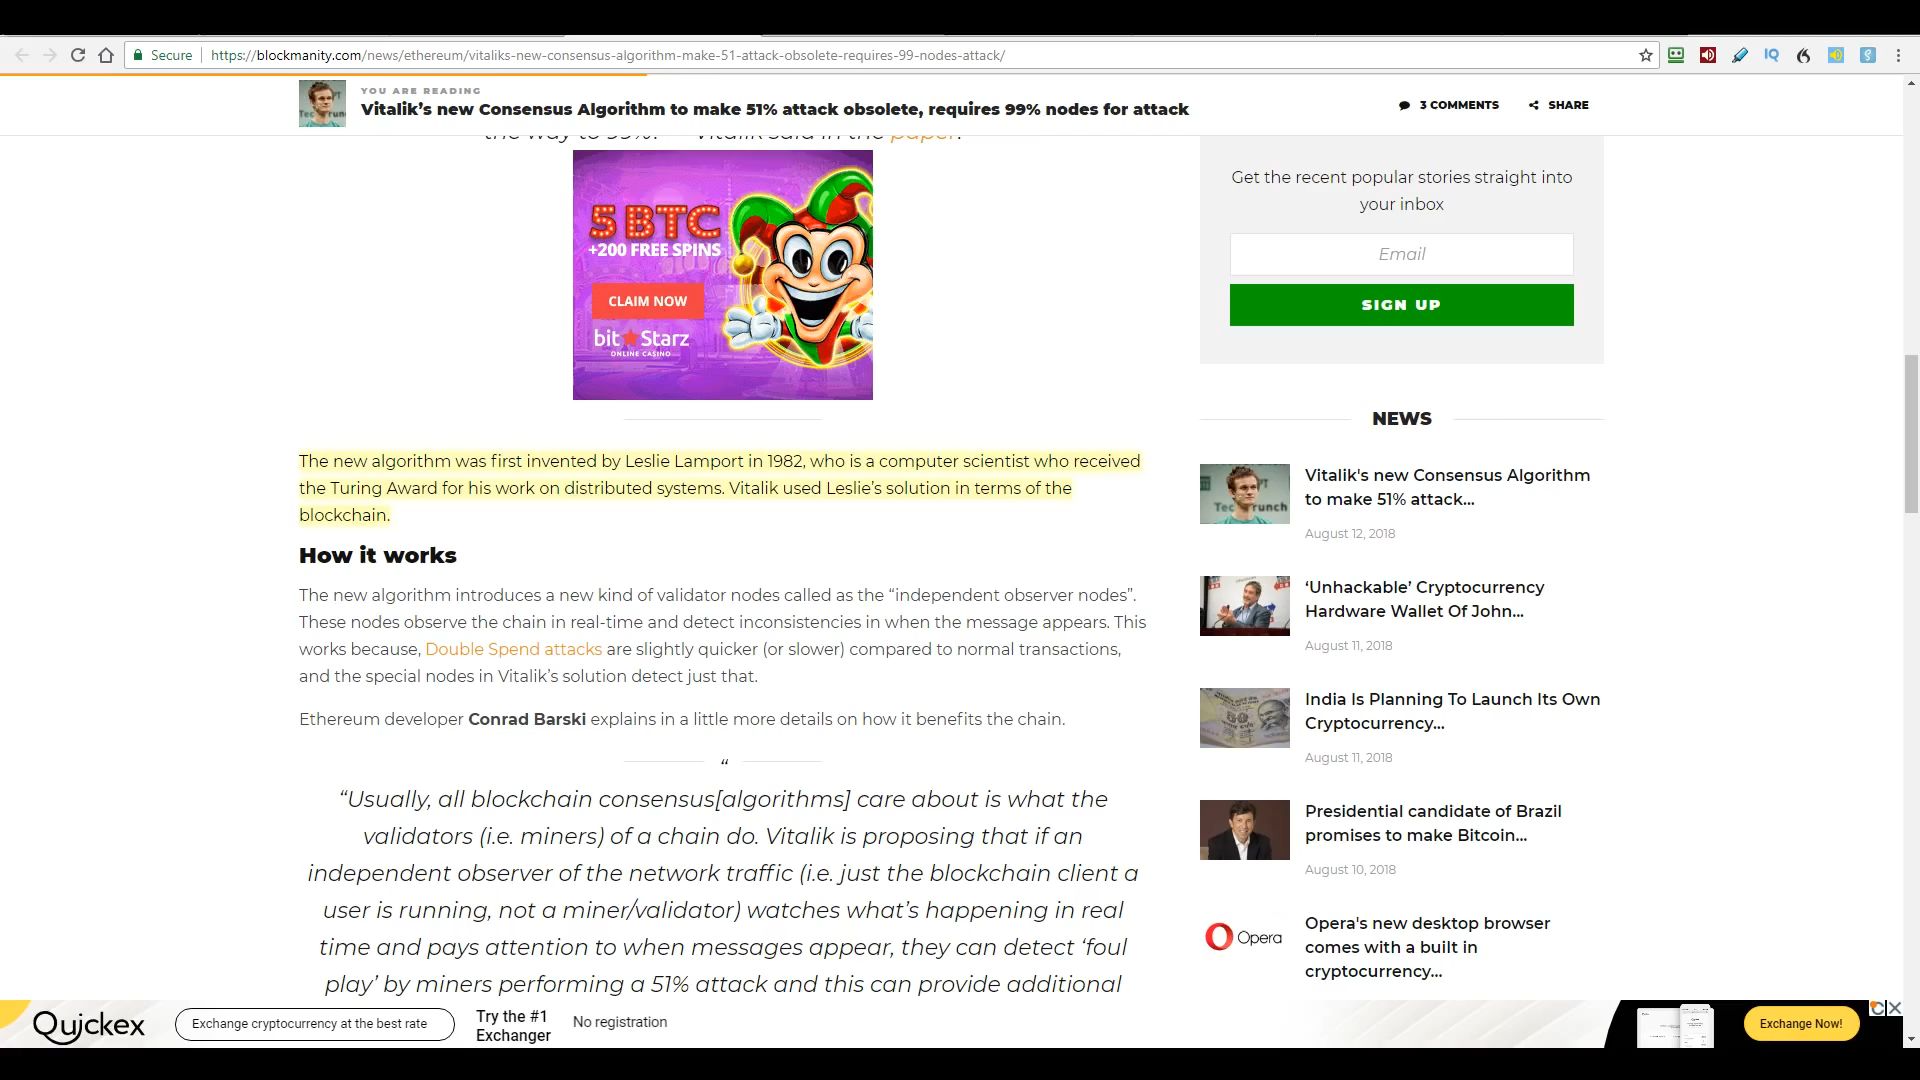 Secure
https://blockmanity.com/news/ethereum/vitaliks-new-consensus-algorithm-make-51-attack-obsolete-requires-99-nodes-attack/
YOU ARE READING
Vitalik’s new Consensus Algorithm to make 51% attack obsolete, requires 99% nodes for attack
3 COMMENTS
SHARE
the way to 99%!” – Vitalik said in the paper.
5 BTC
+200 FREE SPINS
CLAIM NOW
bit Starz
ONLINE CASINO
The new algorithm was first invented by Leslie Lamport in 1982, who is a computer scientist who received
the Turing Award for his work on distributed systems. Vitalik used Leslie’s solution in terms of the
blockchain.
How it works
The new algorithm introduces a new kind of validator nodes called as the “independent observer nodes”.
These nodes observe the chain in real-time and detect inconsistencies in when the message appears. This
works because, Double Spend attacks are slightly quicker (or slower) compared to normal transactions,
and the special nodes in Vitalik’s solution detect just that.
Ethereum developer Conrad Barski explains in a little more details on how it benefits the chain.
“
“Usually, all blockchain consensus[algorithms] care about is what the
validators (i.e. miners) of a chain do. Vitalik is proposing that if an
independent observer of the network traffic (i.e. just the blockchain client a
user is running, not a miner/validator) watches what’s happening in real
time and pays attention to when messages appear, they can detect ‘foul
play’ by miners performing a 51% attack and this can provide additional
Get the recent popular stories straight into
your inbox
Email
SIGN UP
NEWS
Vitalik's new Consensus Algorithm
to make 51% attack...
August 12, 2018
‘Unhackable’ Cryptocurrency
Hardware Wallet Of John...
August 11, 2018
India Is Planning To Launch Its Own
Cryptocurrency...
August 11, 2018
Presidential candidate of Brazil
promises to make Bitcoin...
August 10, 2018
Opera
Opera's new desktop browser
comes with a built in
cryptocurrency...
Quickex
Exchange cryptocurrency at the best rate
Try the #1
Exchanger
No registration
Exchange Now!